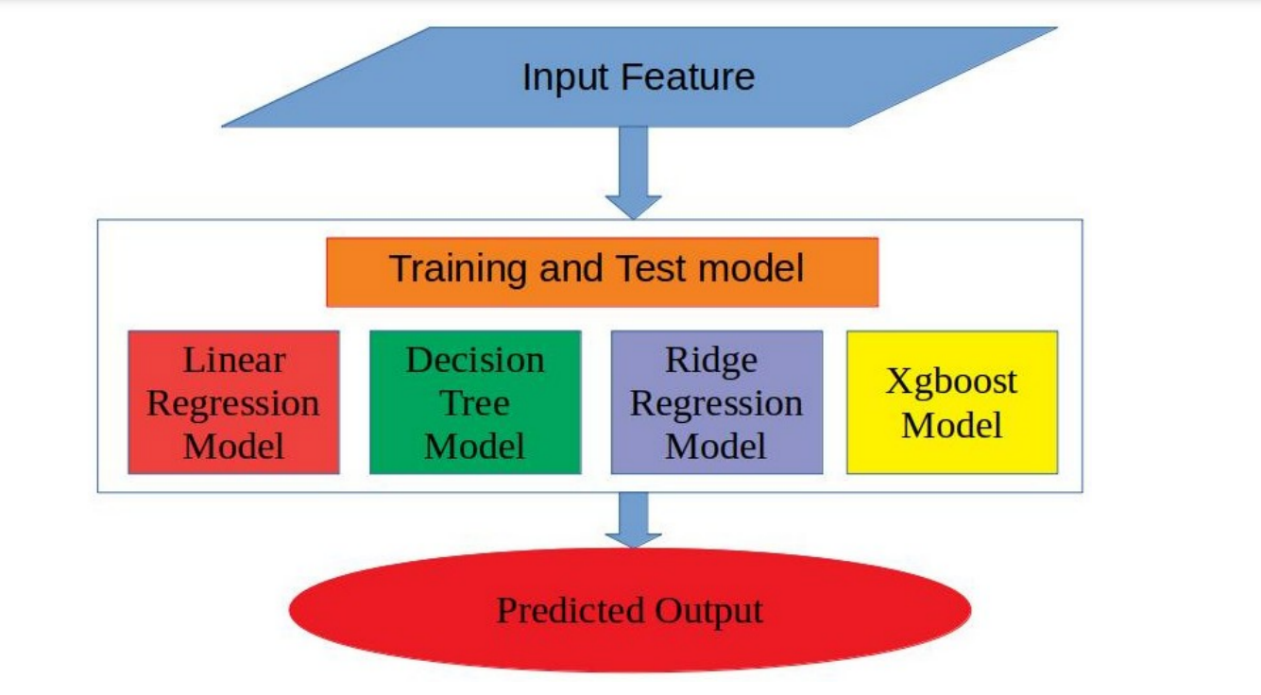 Input Feature
Training and Test model
Linear
Regression
Model
Decision
Tree
Model
Ridge
Regression
Model
Xgboost
Model
Predicted Output